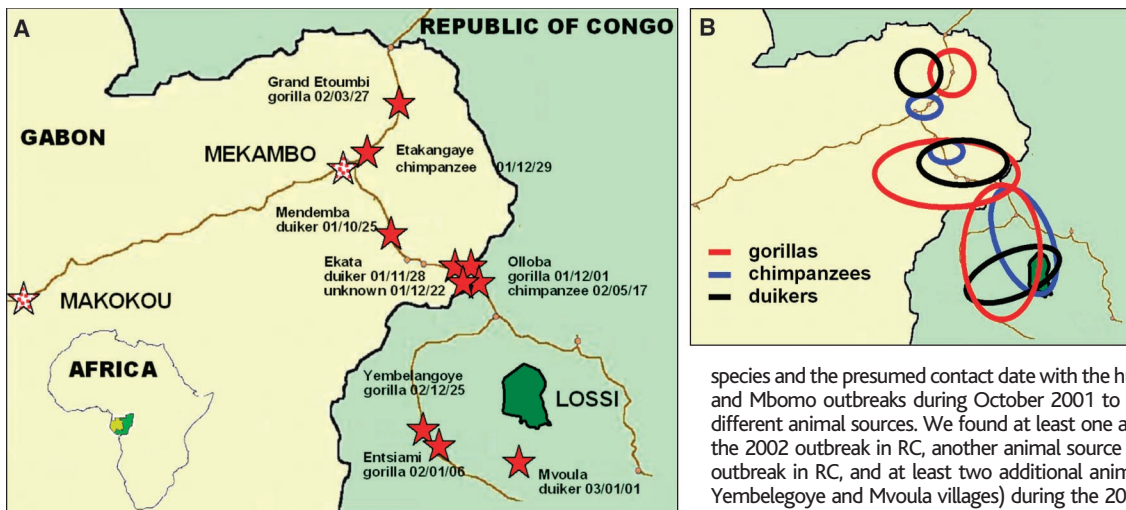 A
REPUBLIC OF CONGO
Grand Etoumbi
gorilla 02/03/27
GABON
MEKAMBO
Etakangaye
chimpanzee 01/12/29
Mendemba
duiker 01/10/25
Ekata
duiker 01/11/28
unknown 01/12/22
Olloba
gorilla 01/12/01
chimpanzee 02/05/17
MAKOKOU
AFRICA
Yembelangoye
gorilla 02/12/25
LOSSI
Entsiami
gorilla 02/01/06
Mvoula
duiker 03/01/01
B
gorillas
chimpanzees
duikers
species and the presumed contact date with the
and Mbomo outbreaks during October 2001 to
different animal sources. We found at least one
the 2002 outbreak in RC, another animal source
outbreak in RC, and at least two additional
Yembelegoye and Mvoula villages) during the